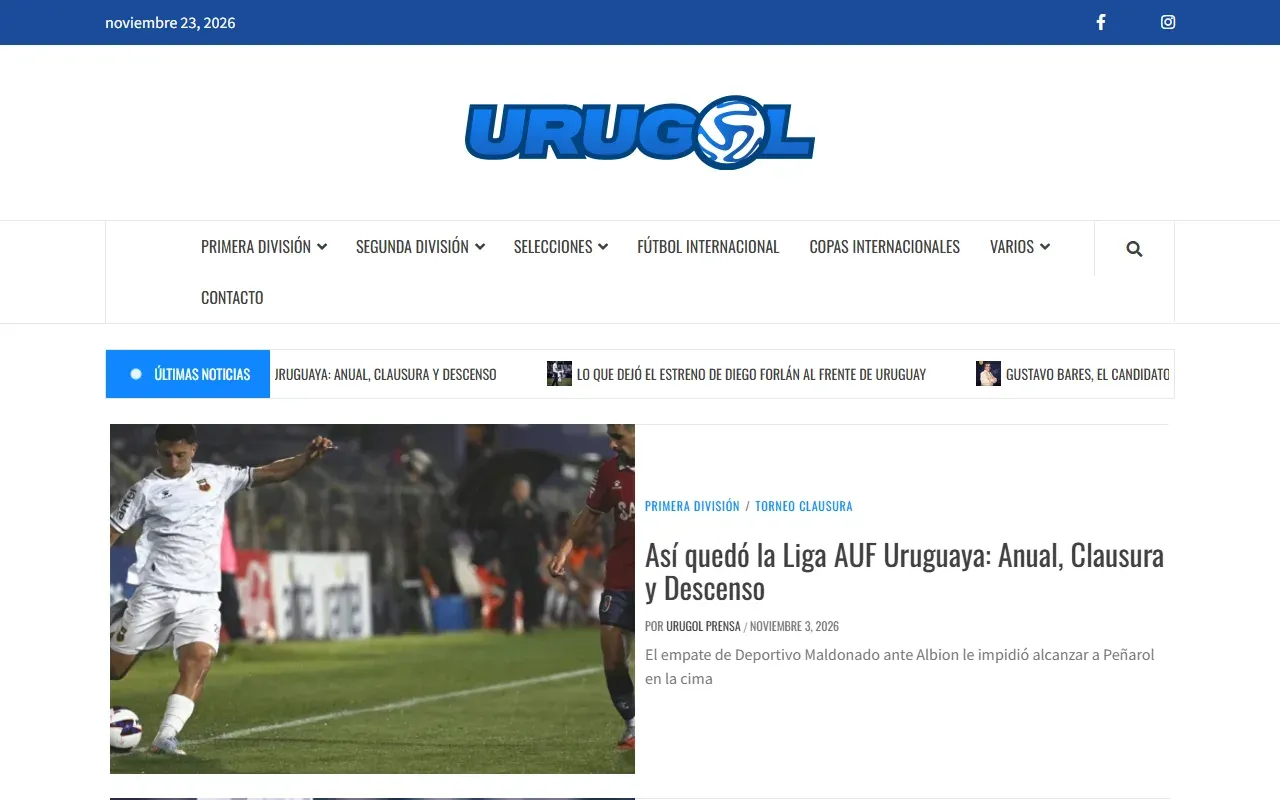 noviembre 23, 2026
URUGOL
PRIMERA DIVISIÓN
SEGUNDA DIVISIÓN
SELECCIONES
FÚTBOL INTERNACIONAL
COPAS INTERNACIONALES
VARIOS
CONTACTO
ÚLTIMAS NOTICIAS
URUGUAYA: ANUAL, CLAUSURA Y DESCENSO
LO QUE DEJÓ EL ESTRENO DE DIEGO FORLÁN AL FRENTE DE URUGUAY
GUSTAVO BARES, EL CANDIDATO
PRIMERA DIVISIÓN / TORNEO CLAUSURA
Así quedó la Liga AUF Uruguaya: Anual, Clausura
y Descenso
POR URUGOL PRENSA / NOVIEMBRE 3, 2026
El empate de Deportivo Maldonado ante Albion le impidió alcanzar a Peñarol
en la cima